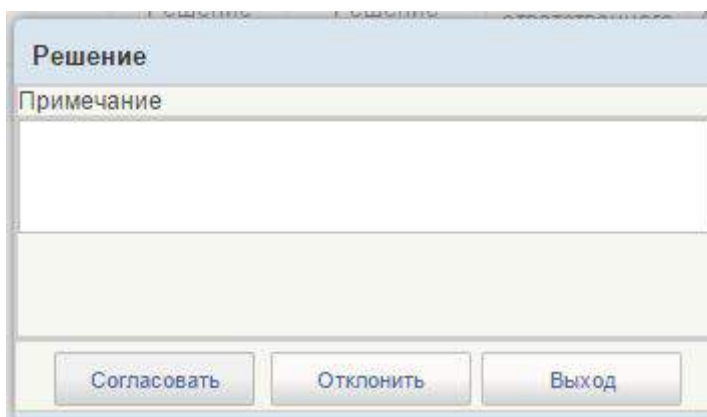 Решение
Примечание
Согласовать Отклонить Выход